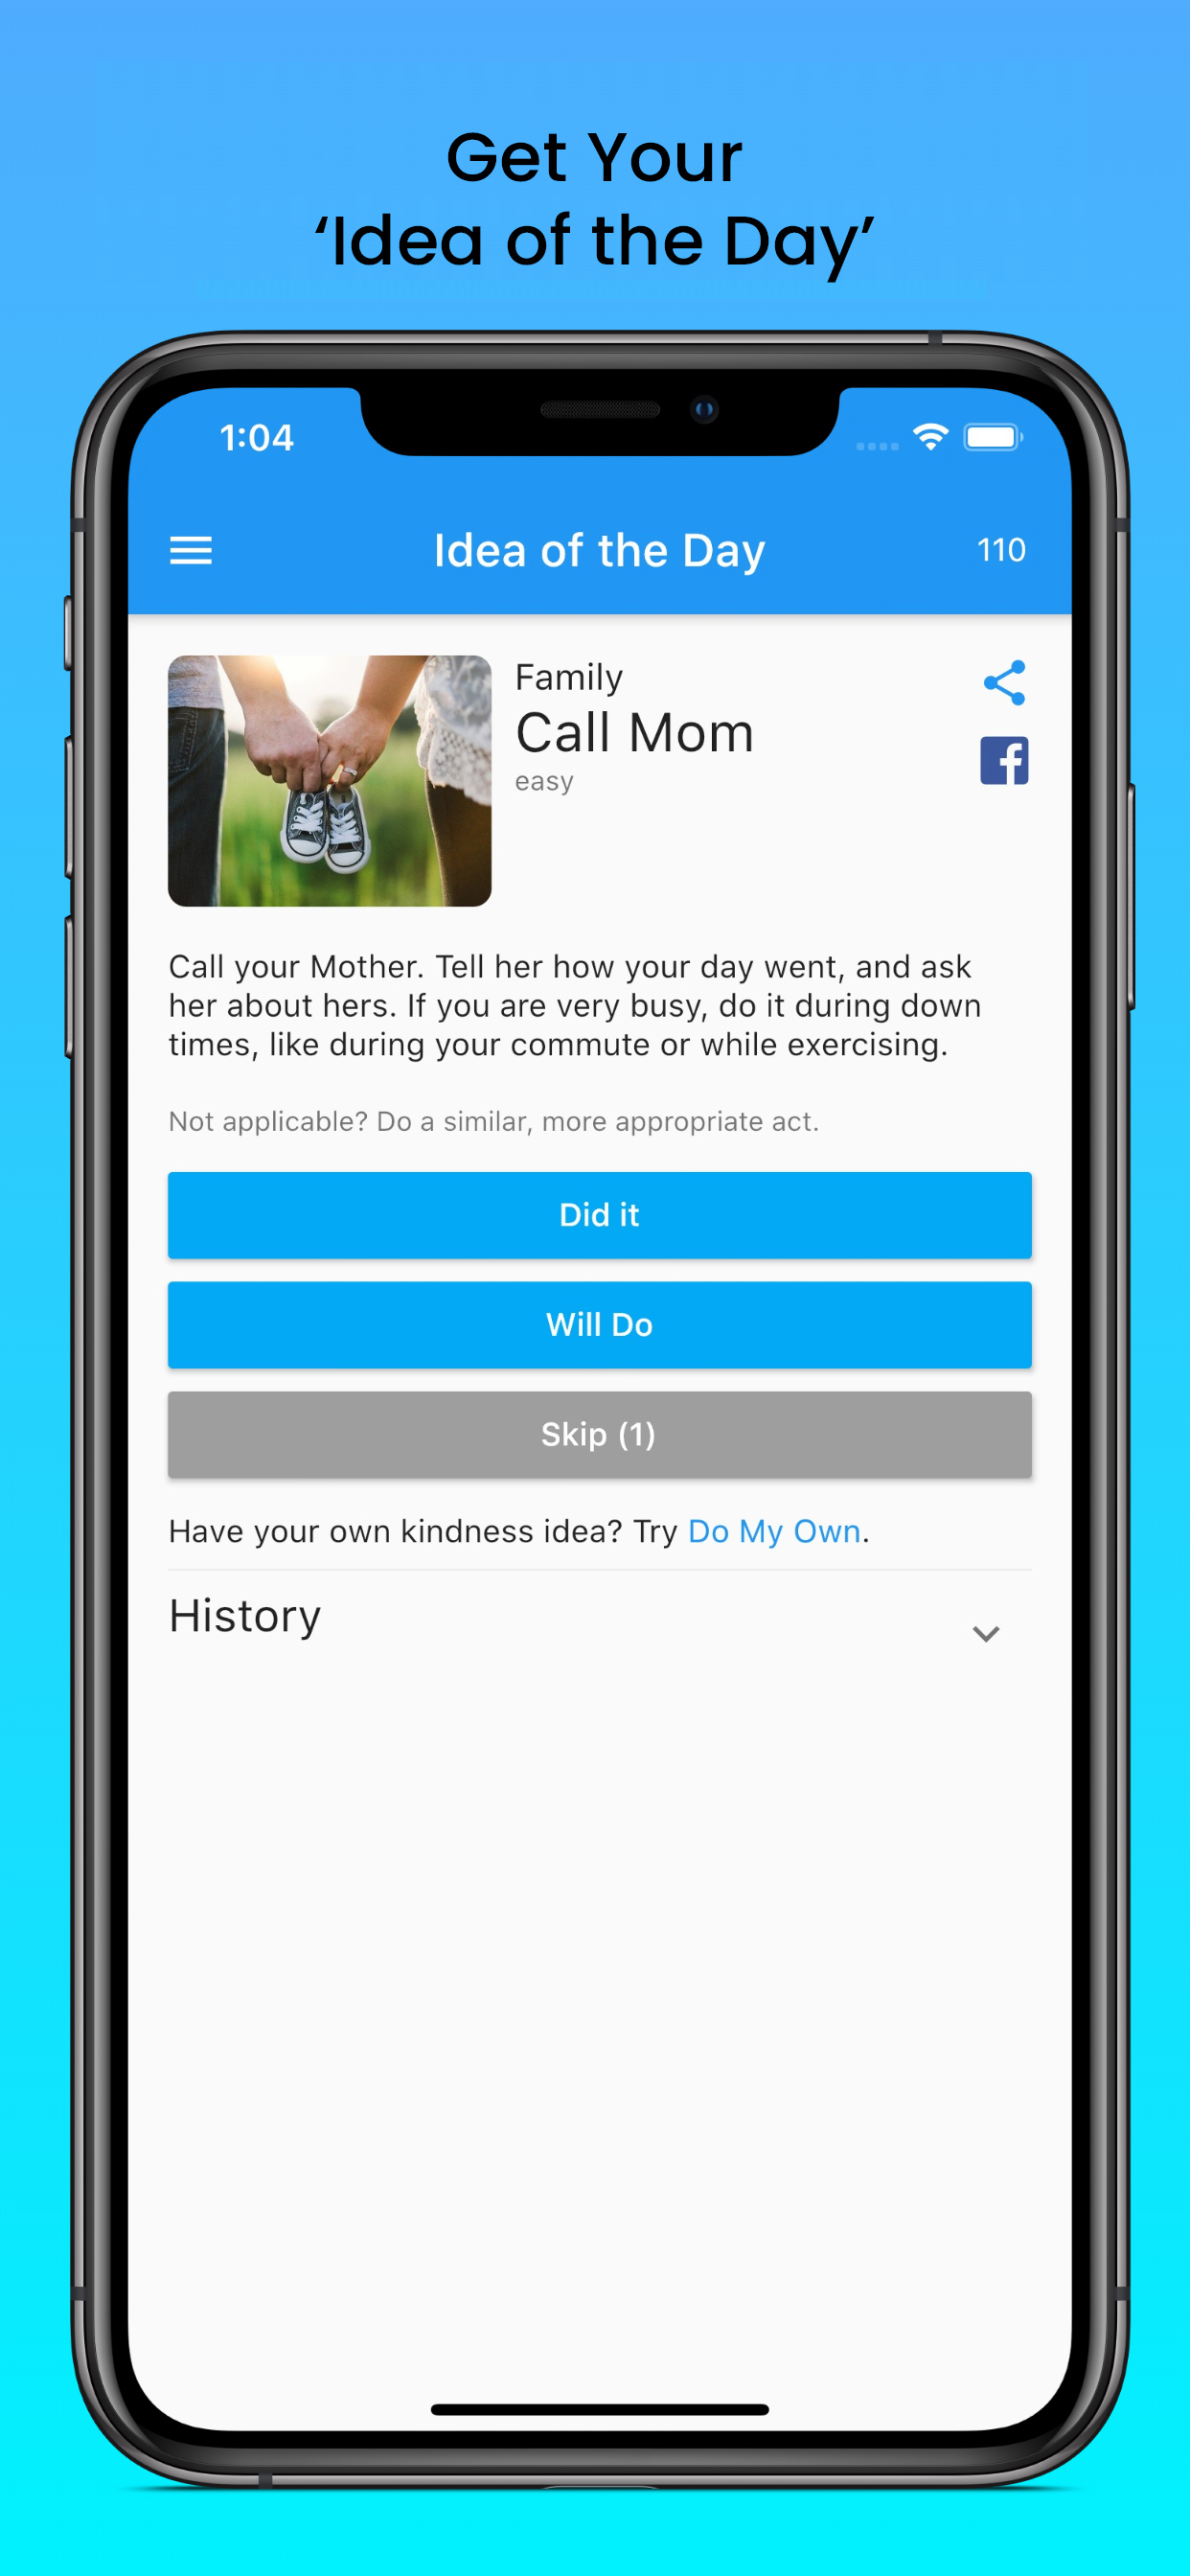 Get Your
‘Idea of the Day’
1:04
Idea of the Day
110
Family
Call Mom
easy
Call your Mother. Tell her how your day went, and ask
her about hers. If you are very busy, do it during down
times, like during your commute or while exercising.
Not applicable? Do a similar, more appropriate act.
Did it
Will Do
Skip (1)
Have your own kindness idea? Try Do My Own.
History